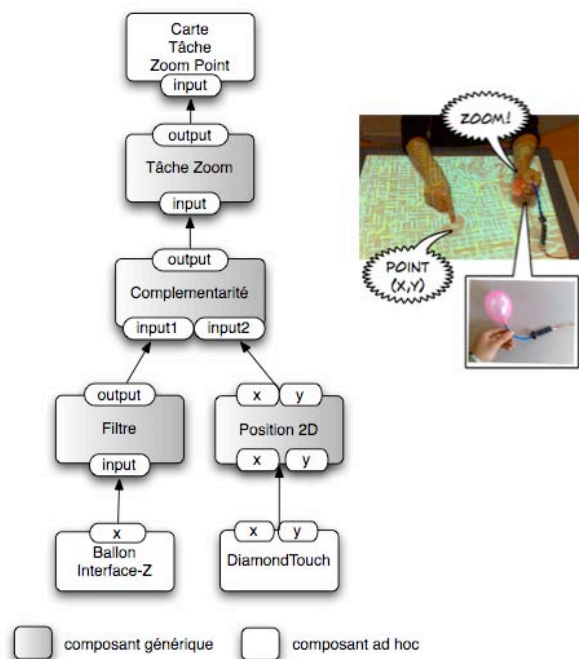 Carte
Tâche
Zoom Point
input
output
Tâche Zoom
input
output
Complementarité
input1 input2
output
Filtre
input
x
Ballon
Interface-Z
x y
Position 2D
x y
x y
DiamondTouch
ZOOM!
POINT
(X,Y)
composant générique
composant ad hoc